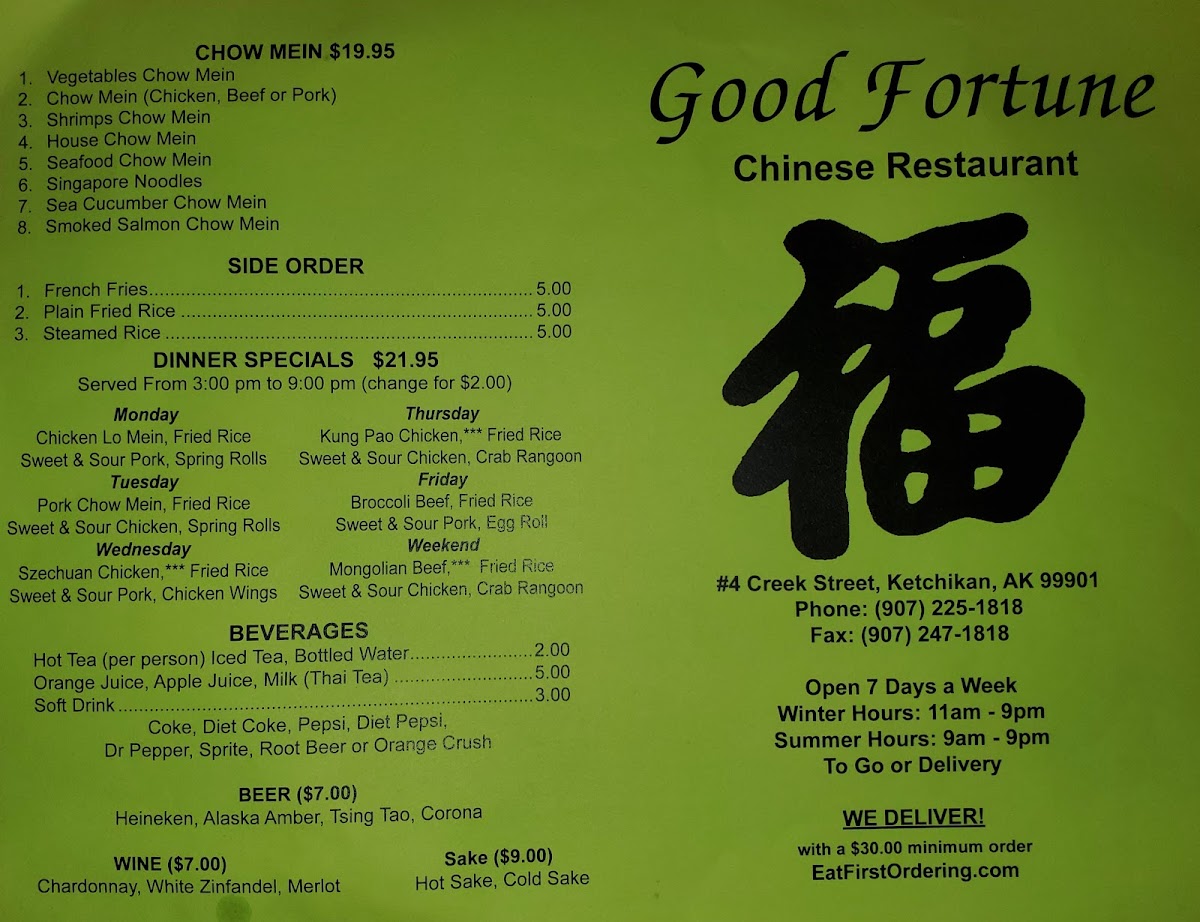 CHOW MEIN $19.95
1. Vegetables Chow Mein
2. Chow Mein (Chicken, Beef or Pork)
3. Shrimps Chow Mein
4. House Chow Mein
5. Seafood Chow Mein
6. Singapore Noodles
7. Sea Cucumber Chow Mein
8. Smoked Salmon Chow Mein
SIDE ORDER
1. French Fries 5.00
2. Plain Fried Rice 5.00
3. Steamed Rice 5.00
DINNER SPECIALS $21.95
Served From 3:00 pm to 9:00 pm (change for $2.00)
Monday
Chicken Lo Mein, Fried Rice
Sweet & Sour Pork, Spring Rolls
Tuesday
Pork Chow Mein, Fried Rice
Sweet & Sour Chicken, Spring Rolls
Wednesday
Szechuan Chicken,*** Fried Rice
Sweet & Sour Pork, Chicken Wings
Thursday
Kung Pao Chicken,*** Fried Rice
Sweet & Sour Chicken, Crab Rangoon
Friday
Broccoli Beef, Fried Rice
Sweet & Sour Pork, Egg Roll
Weekend
Mongolian Beef,*** Fried Rice
Sweet & Sour Chicken, Crab Rangoon
BEVERAGES
Hot Tea (per person) Iced Tea, Bottled Water 2.00
Orange Juice, Apple Juice, Milk (Thai Tea) 5.00
Soft Drink 3.00
Coke, Diet Coke, Pepsi, Diet Pepsi,
Dr Pepper, Sprite, Root Beer or Orange Crush
BEER ($7.00)
Heineken, Alaska Amber, Tsing Tao, Corona
WINE ($7.00)
Chardonnay, White Zinfandel, Merlot
Sake ($9.00)
Hot Sake, Cold Sake
Good Fortune
Chinese Restaurant
福
#4 Creek Street, Ketchikan, AK 99901
Phone: (907) 225-1818
Fax: (907) 247-1818
Open 7 Days a Week
Winter Hours: 11am - 9pm
Summer Hours: 9am - 9pm
To Go or Delivery
WE DELIVER!
with a $30.00 minimum order
EatFirstOrdering.com